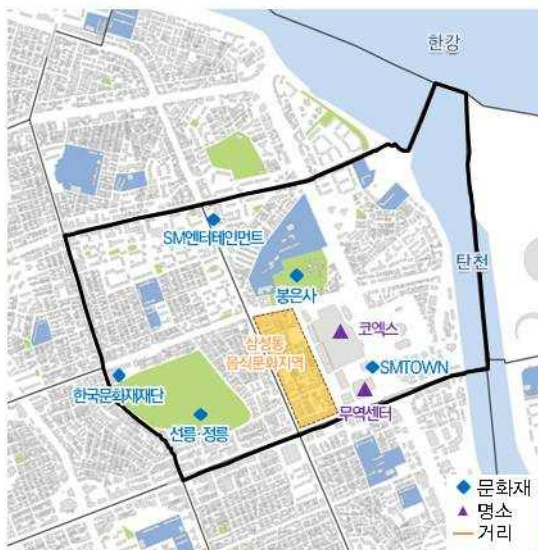 한강
탄천
SM엔터테인먼트
봉은사
코엑스
삼성동
음식문화지역
SMTOWN
한국문화재재단
무역센터
선릉·정릉
문화재
명소
거리